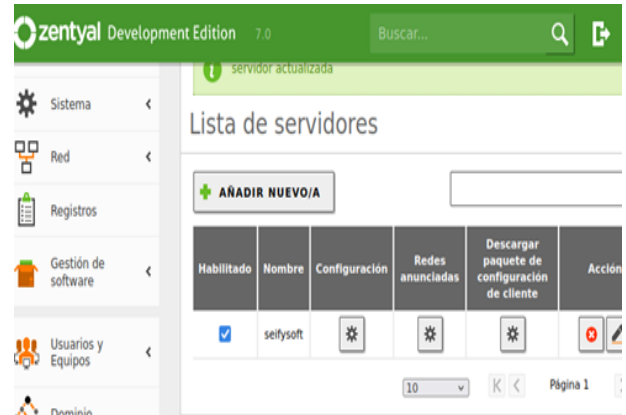 zentyal Development Edition 7.0
Buscar...
servidor actualizada
Sistema
Red
Registros
Gestión de
software
Usuarios y
Equipos
Dominio
Lista de servidores
AÑADIR NUEVO/A
Habilitado
Nombre
Configuración
Redes
anunciadas
Descargar
paquete de
configuración
de cliente
Acción
seifysoft
10
Página 1